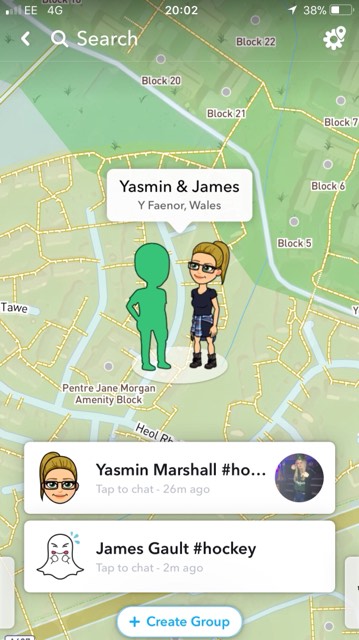 EE 4G 20:02 38%
Search
Block 22
Block 20
Block 21
Block 7
Block 6
Yasmin & James
Y Faenor, Wales
Block 5
Tawe
Pentre Jane Morgan
Amenity Block
Heol Rh
Yasmin Marshall #ho...
Tap to chat - 26m ago
James Gault #hockey
Tap to chat - 2m ago
+ Create Group